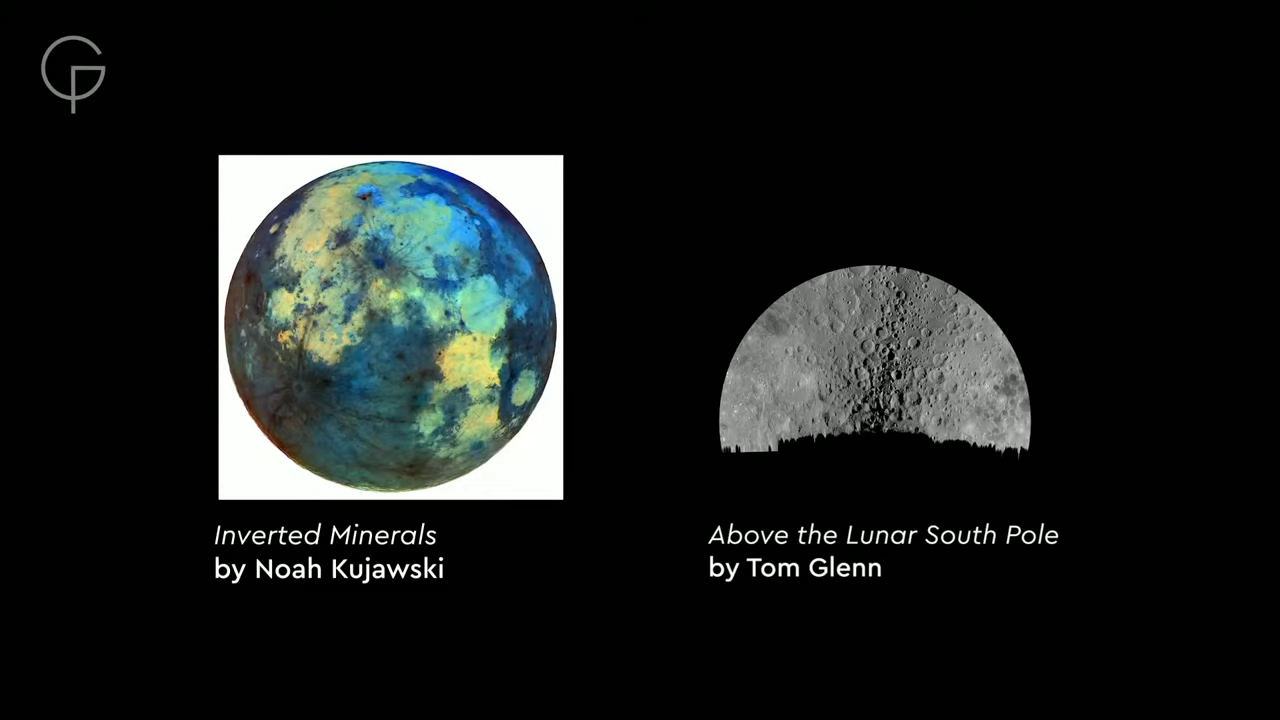 Inverted Minerals
by Noah Kujawski
Above the Lunar South Pole
by Tom Glenn